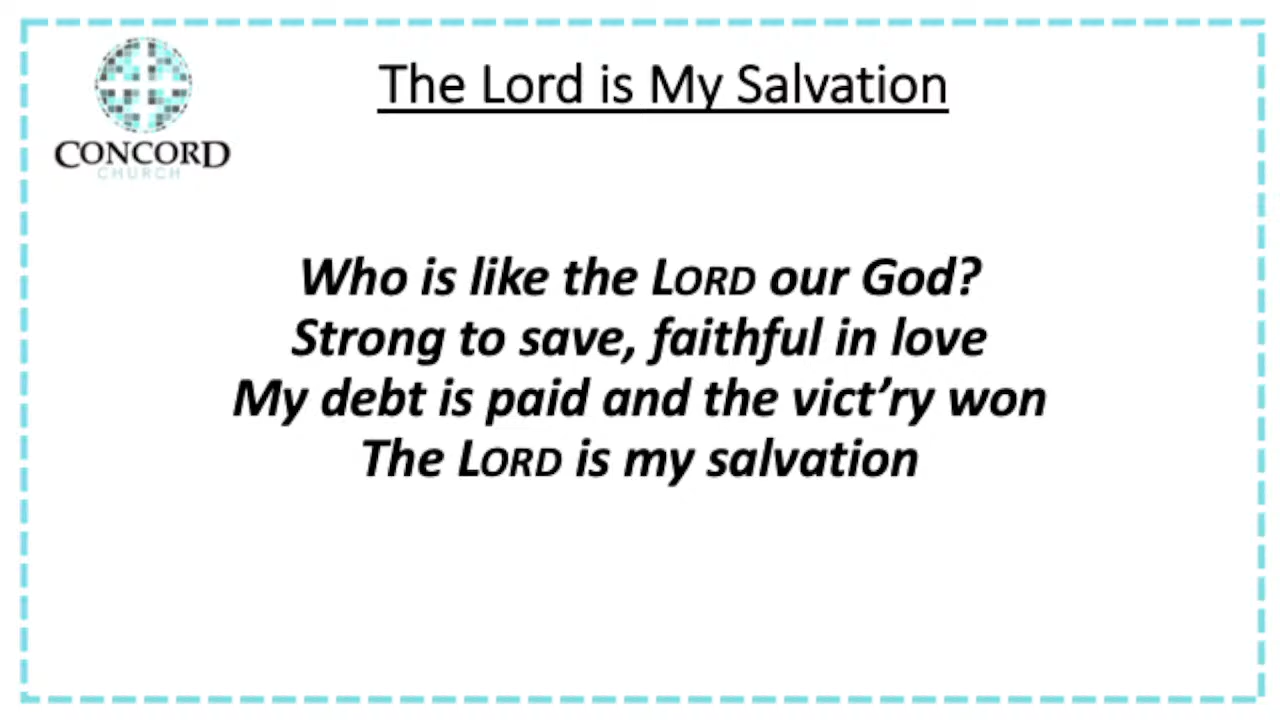 The Lord is My Salvation
CONCORD
CHURCH
Who is like the LORD our God?
Strong to save, faithful in love
My debt is paid and the vict’ry won
The LORD is my salvation